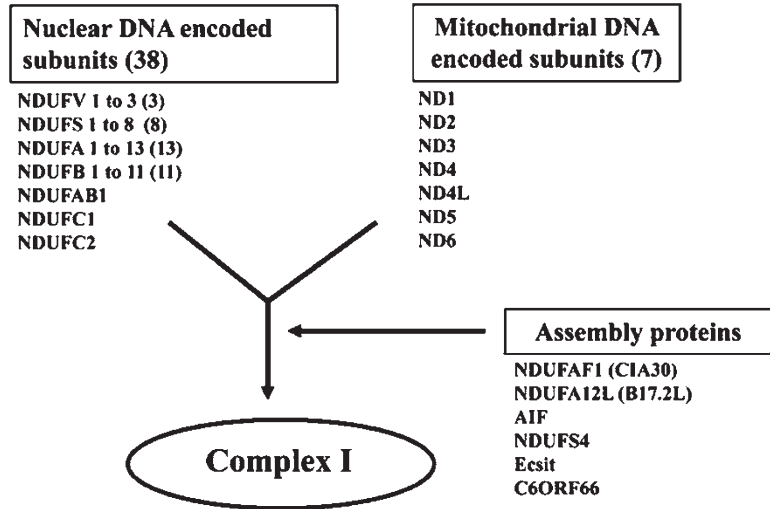 Nuclear DNA encoded
subunits (38)
NDUFV 1 to 3 (3)
NDUFS 1 to 8 (8)
NDUFA 1 to 13 (13)
NDUFB 1 to 11 (11)
NDUFAB1
NDUFC1
NDUFC2
Mitochondrial DNA
encoded subunits (7)
ND1
ND2
ND3
ND4
ND4L
ND5
ND6
Assembly proteins
NDUFAF1 (CIA30)
NDUFA12L (B17.2L)
AIF
NDUFS4
Ecsit
C6ORF66
Complex I